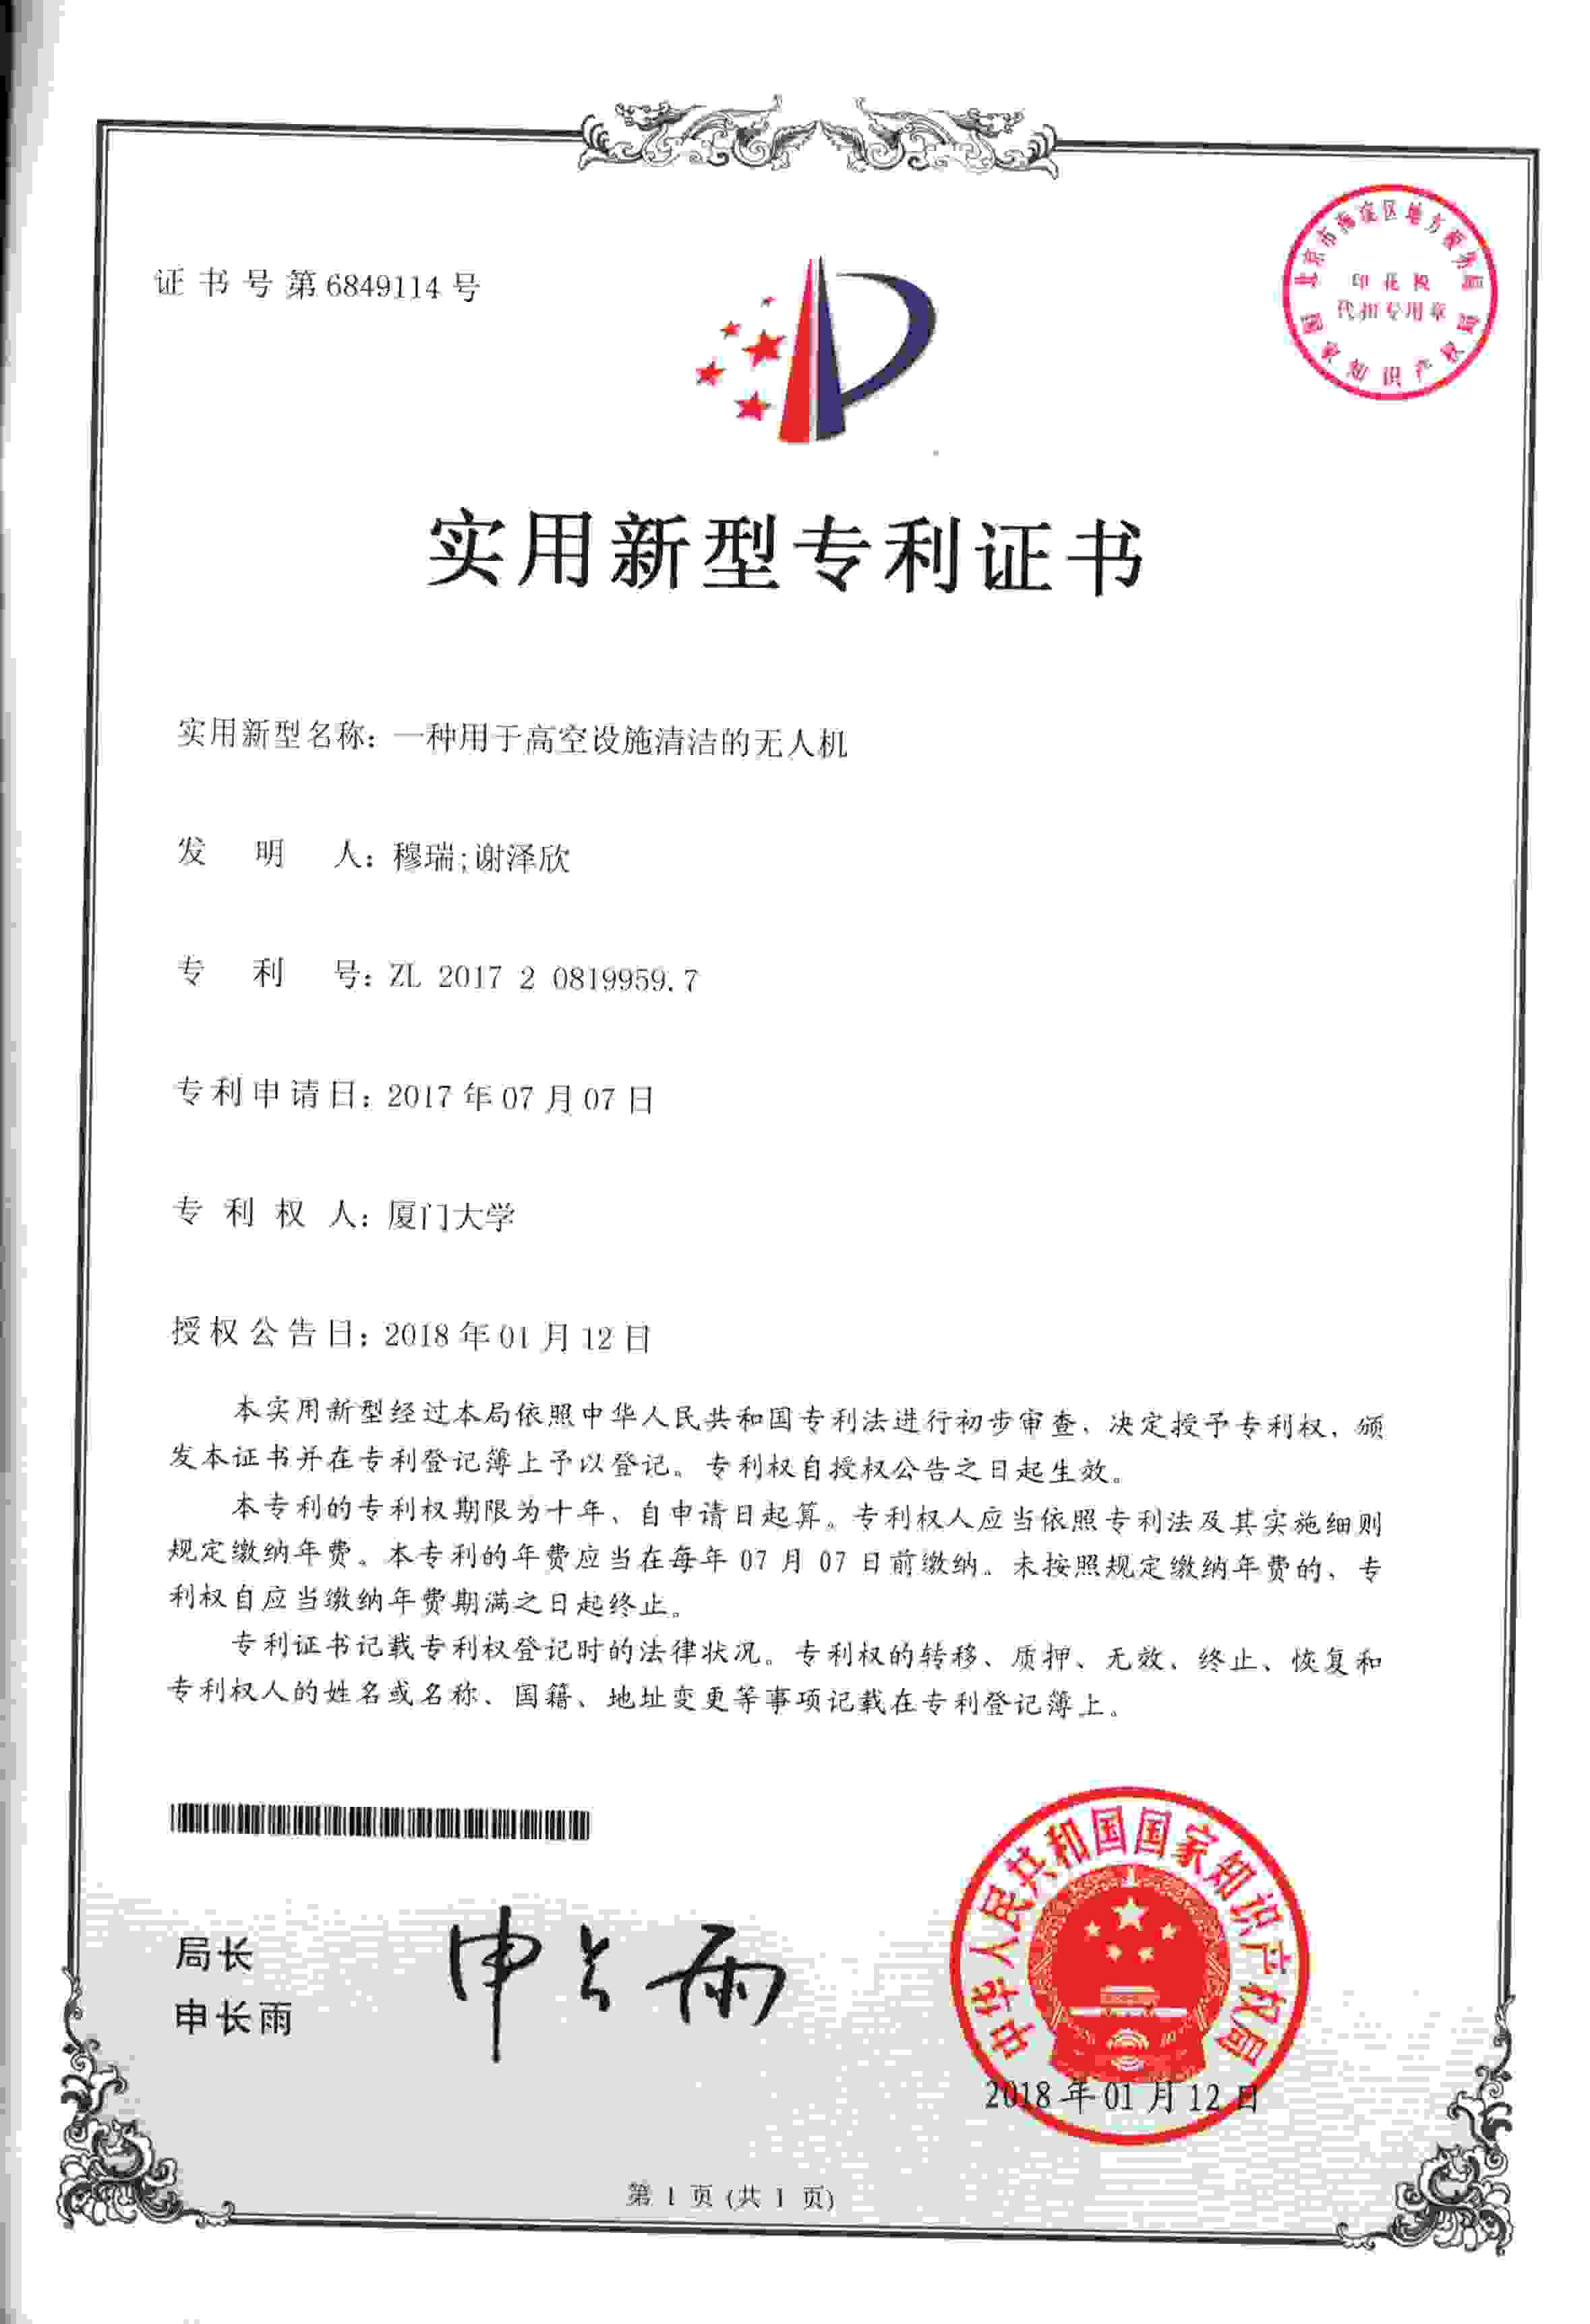 证书号第6849114号
北京市海淀区地方税务局
印花税
代扣专用章
国家知识产权局
实用新型专利证书
实用新型名称：一种用于高空设施清洁的无人机
发明人：穆瑞;谢泽欣
专利号：ZL 2017 2 0819959.7
专利申请日：2017年07月07日
专利权人：厦门大学
授权公告日：2018年01月12日
本实用新型经过本局依照中华人民共和国专利法进行初步审查，决定授予专利权，颁
发本证书并在专利登记簿上予以登记。专利权自授权公告之日起生效。
本专利的专利权期限为十年，自申请日起算。专利权人应当依照专利法及其实施细则
规定缴纳年费。本专利的年费应当在每年07月07日前缴纳。未按照规定缴纳年费的，专
利权自应当缴纳年费期满之日起终止。
专利证书记载专利权登记时的法律状况。专利权的转移、质押、无效、终止、恢复和
专利权人的姓名或名称、国籍、地址变更等事项记载在专利登记簿上。
局长
申长雨
申长雨
中华人民共和国国家知识产权局
2018年01月12日
第1页(共1页)